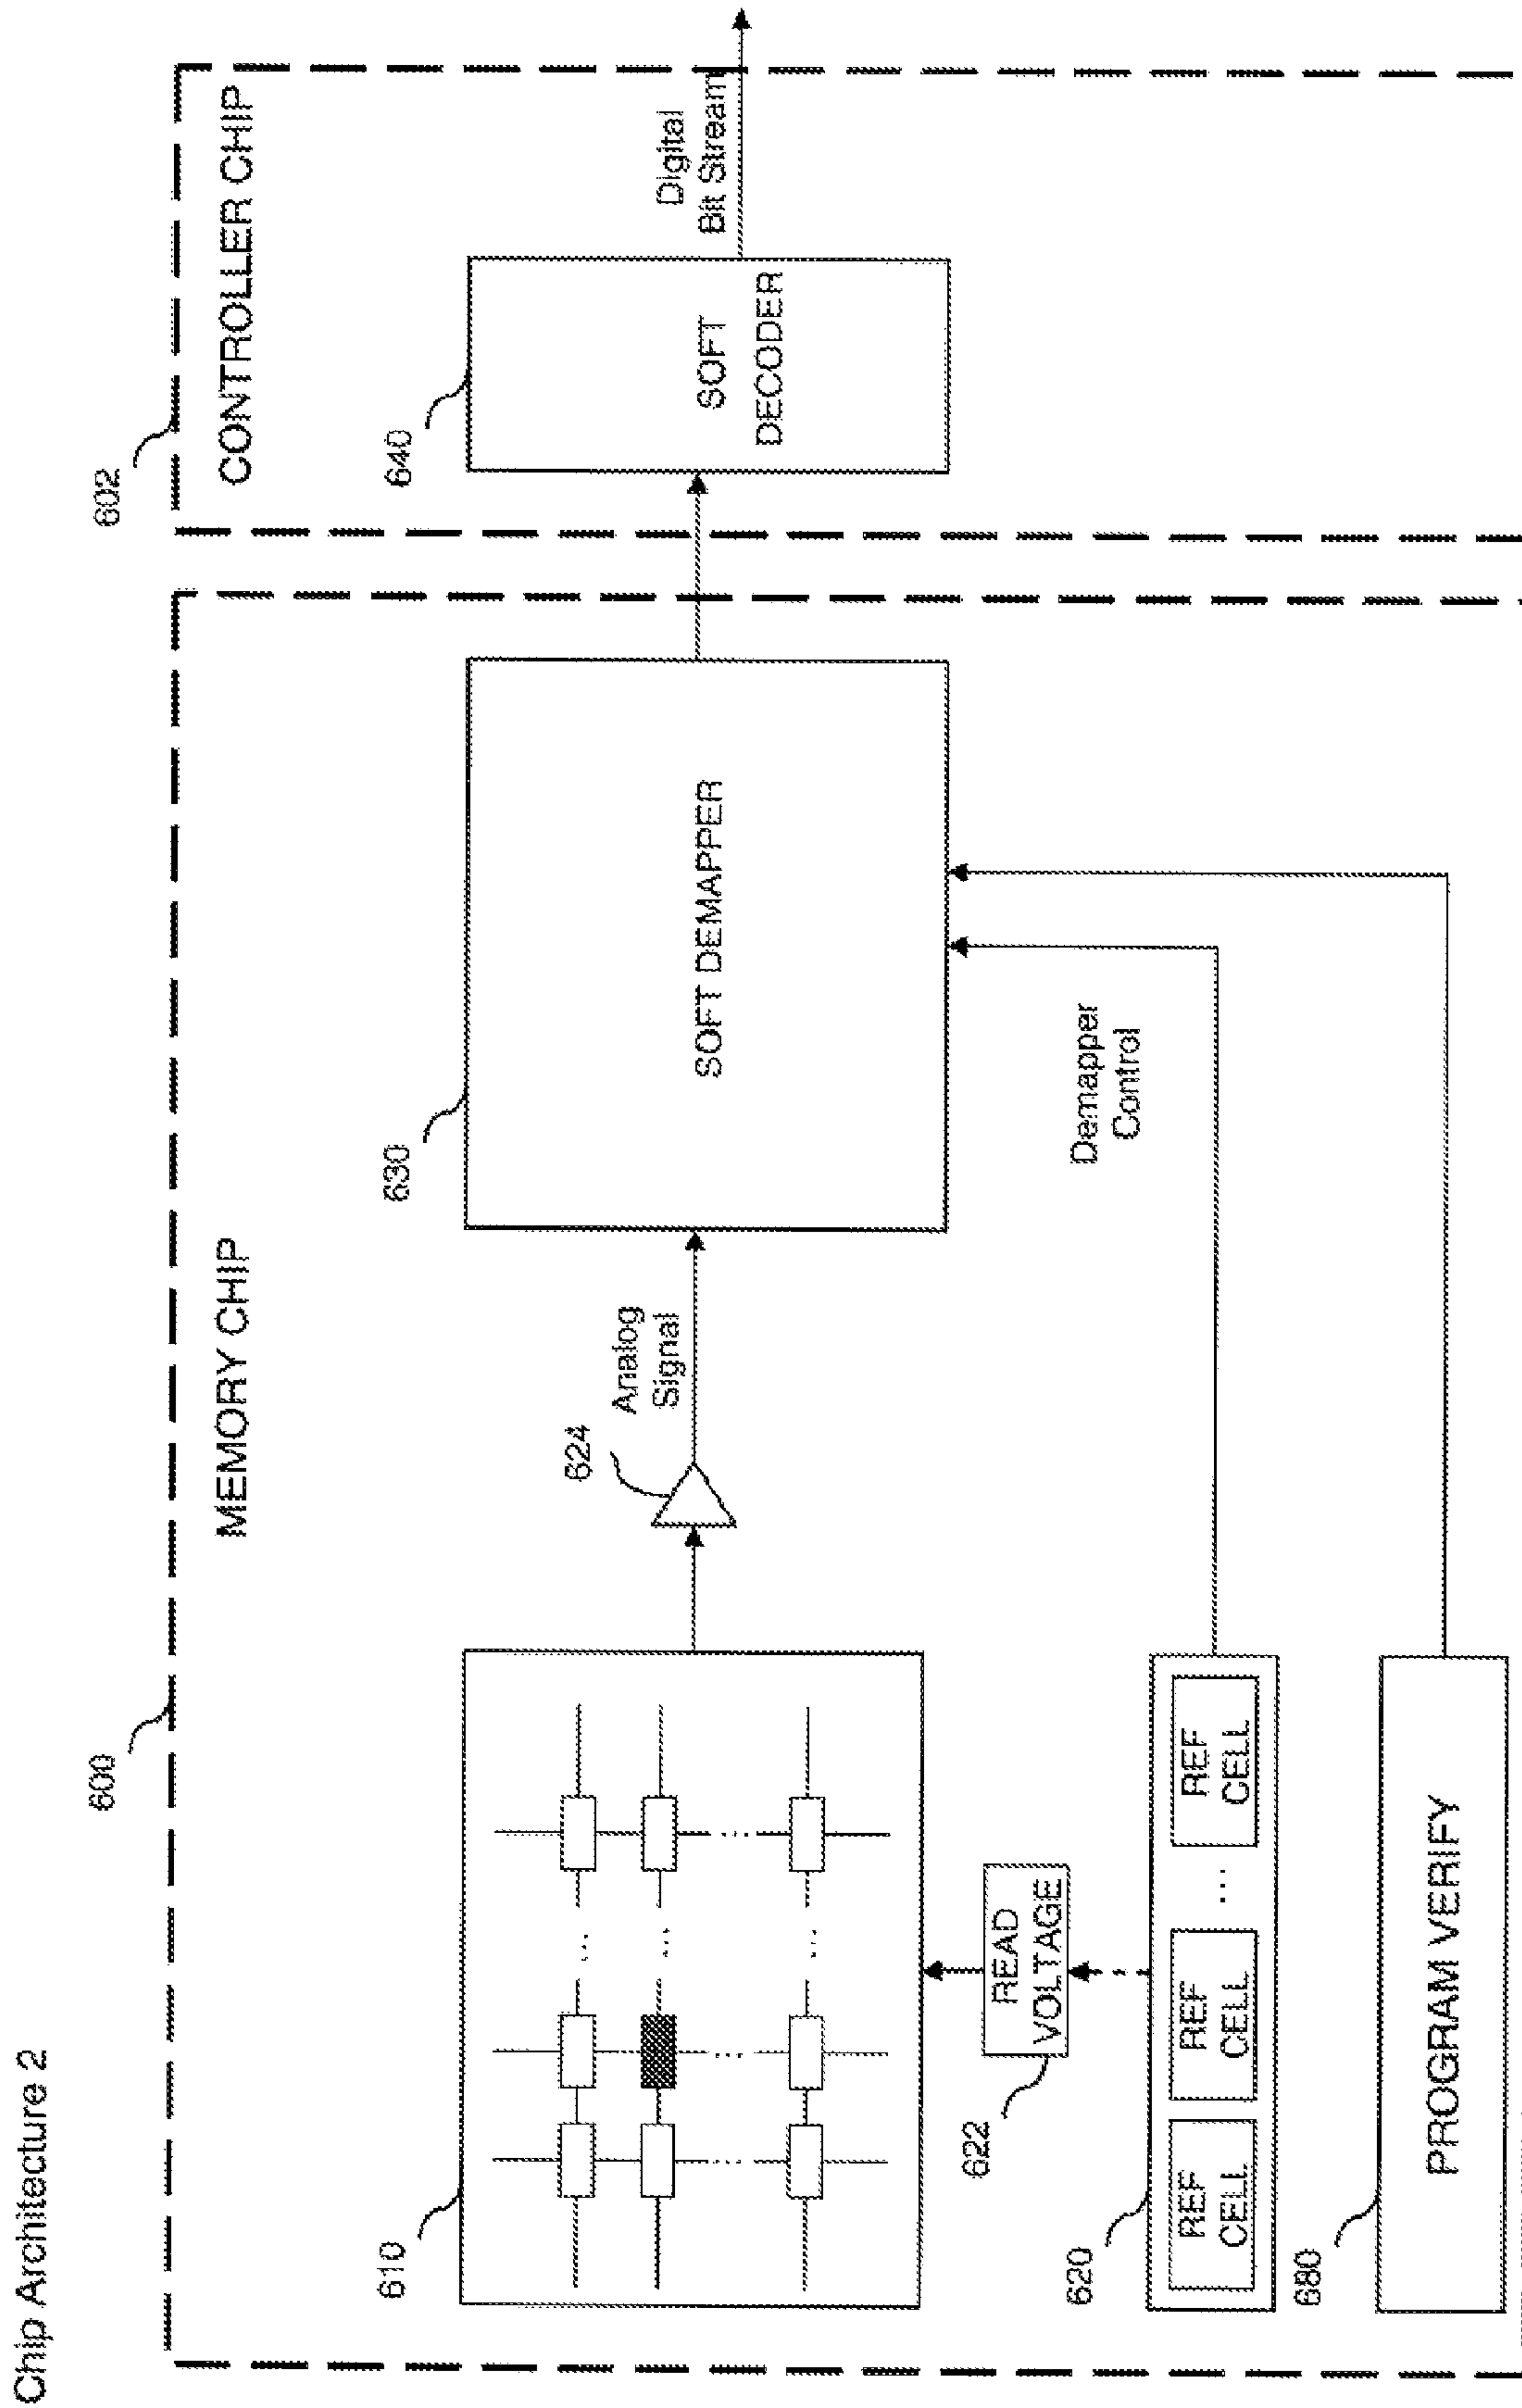 Chip Architecture 2
600
602
MEMORY CHIP
CONTROLLER CHIP
610
624
Analog
Signal
630
SOFT DEMAPPER
640
SOFT
DECODER
Digital
Bit Stream
622
READ
VOLTAGE
Demapper
Control
620
REF
CELL
REF
CELL
...
REF
CELL
680
PROGRAM VERIFY